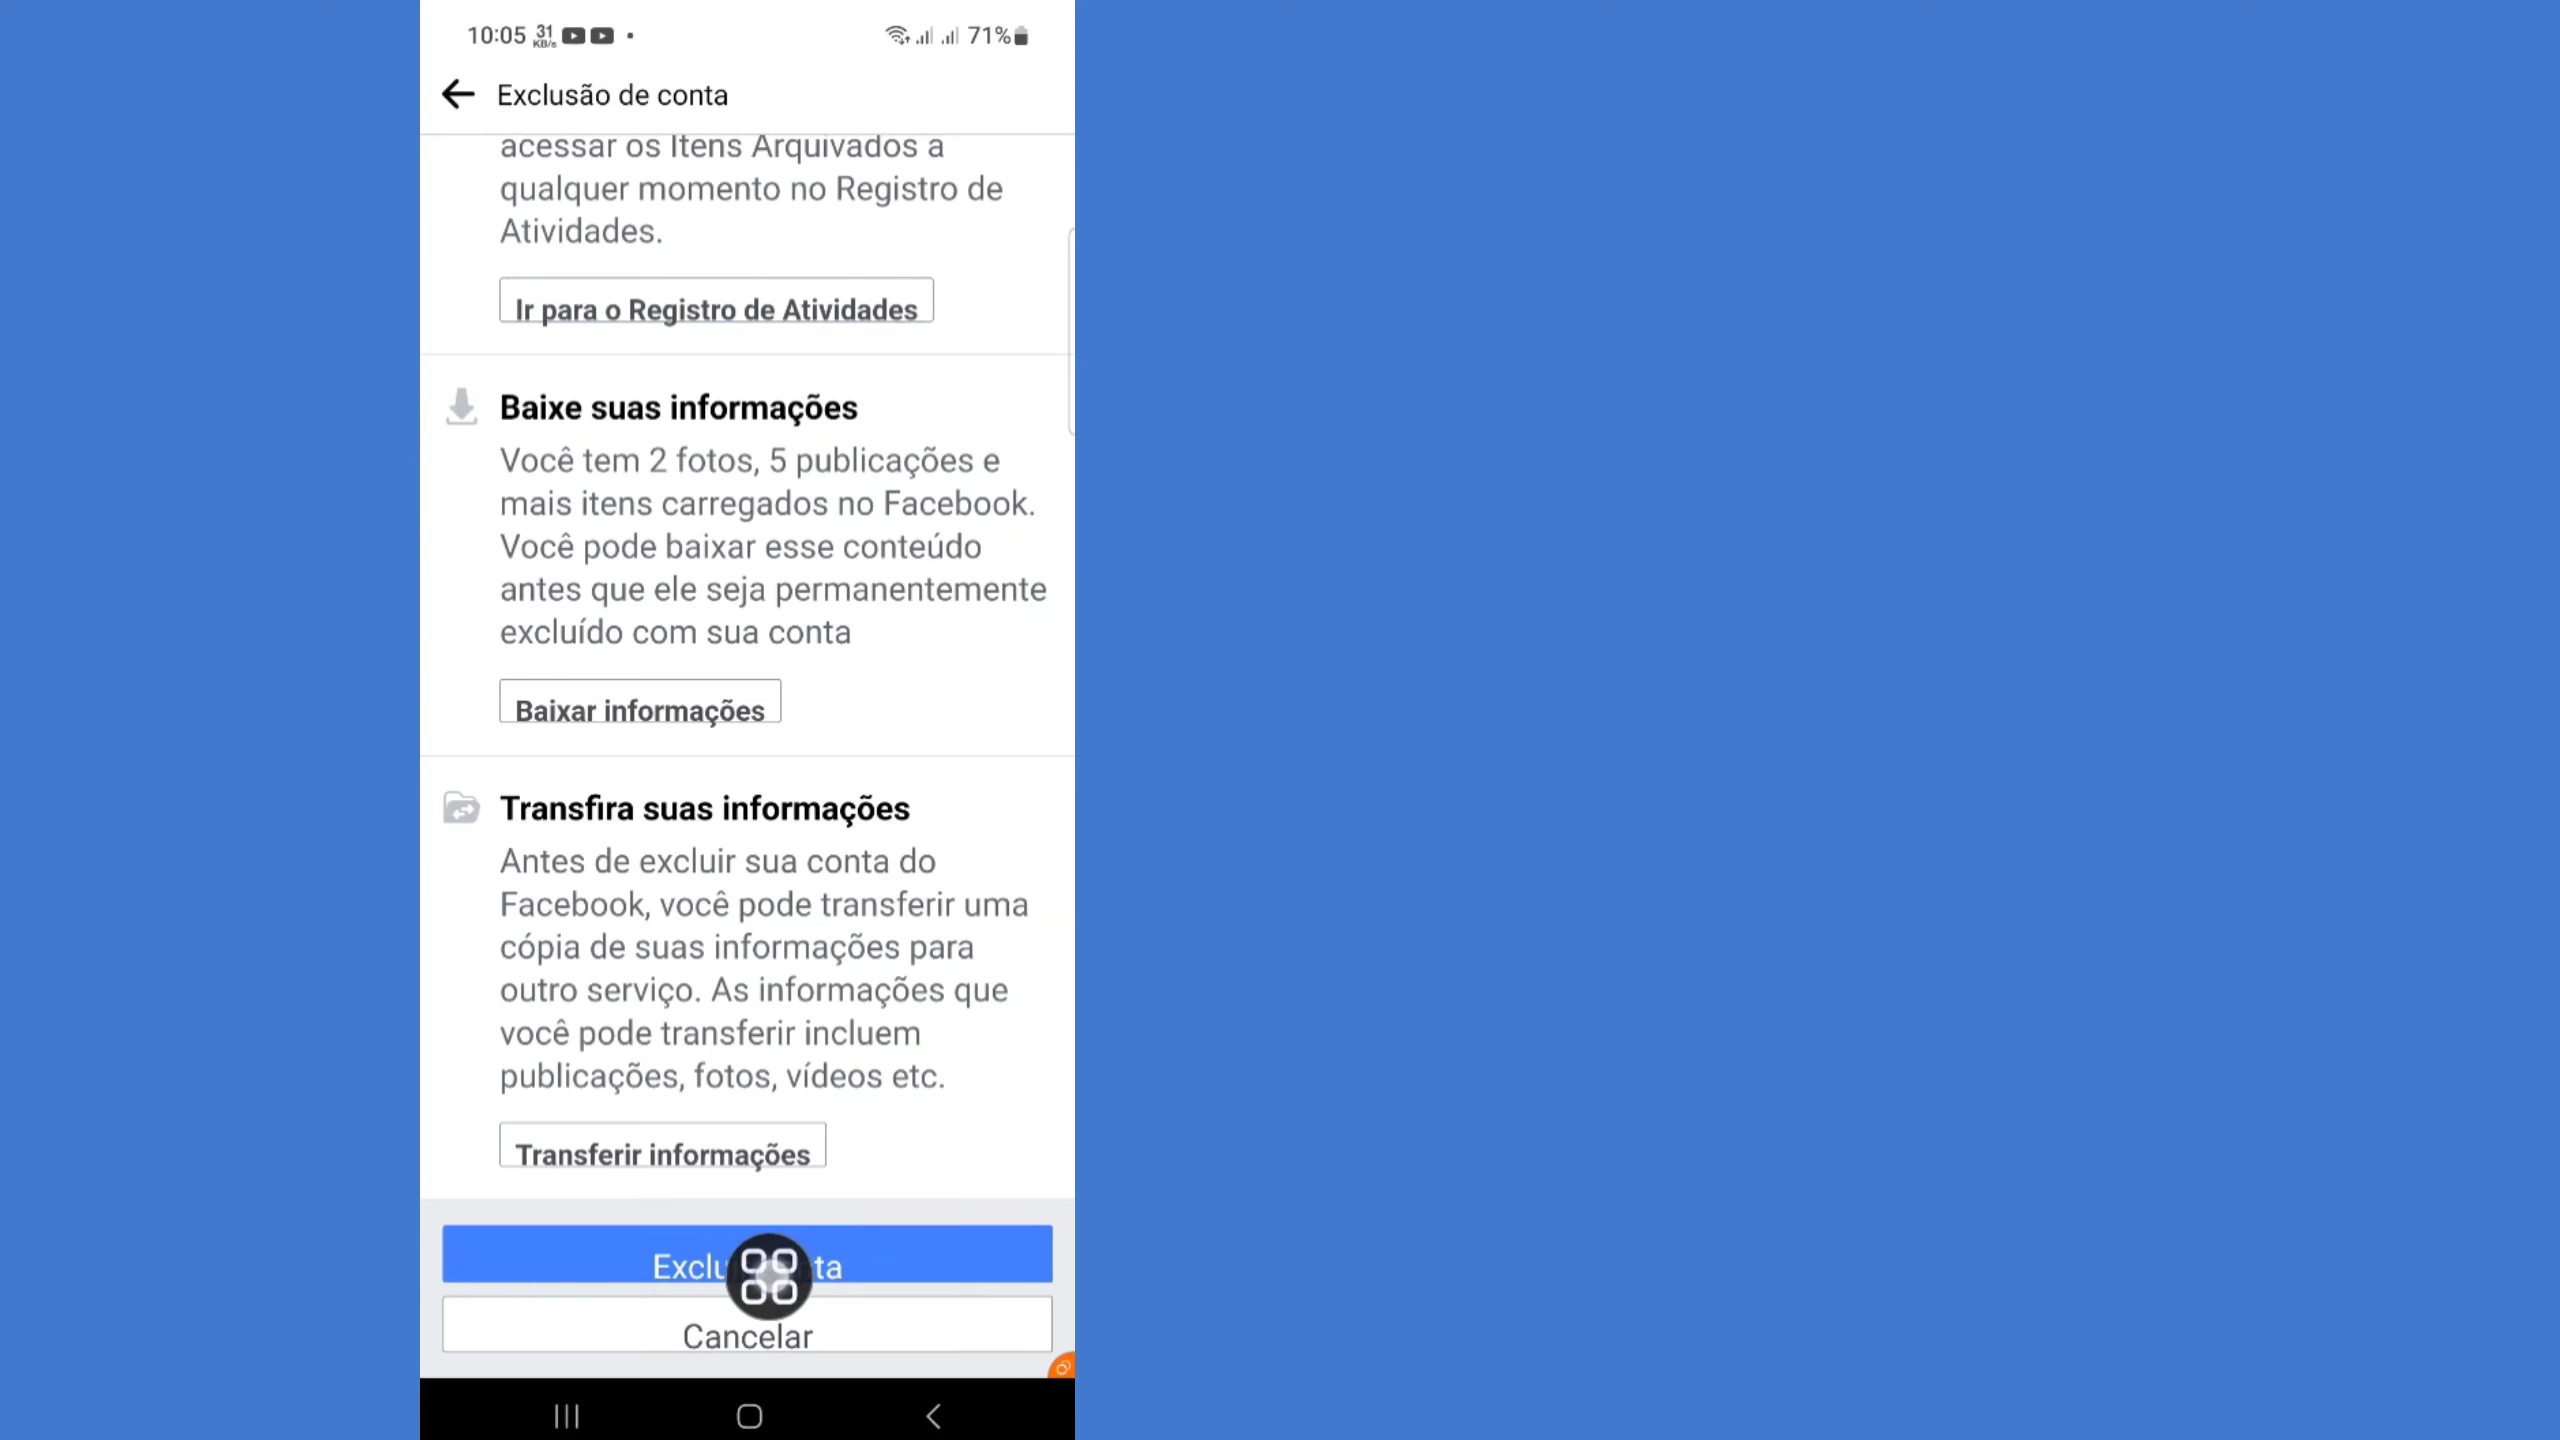 10:05 31 KB/s 71%
Exclusão de conta
acessar os Itens Arquivados a
qualquer momento no Registro de
Atividades.
Ir para o Registro de Atividades
Baixe suas informações
Você tem 2 fotos, 5 publicações e
mais itens carregados no Facebook.
Você pode baixar esse conteúdo
antes que ele seja permanentemente
excluído com sua conta
Baixar informações
Transfira suas informações
Antes de excluir sua conta do
Facebook, você pode transferir uma
cópia de suas informações para
outro serviço. As informações que
você pode transferir incluem
publicações, fotos, vídeos etc.
Transferir informações
Cancelar